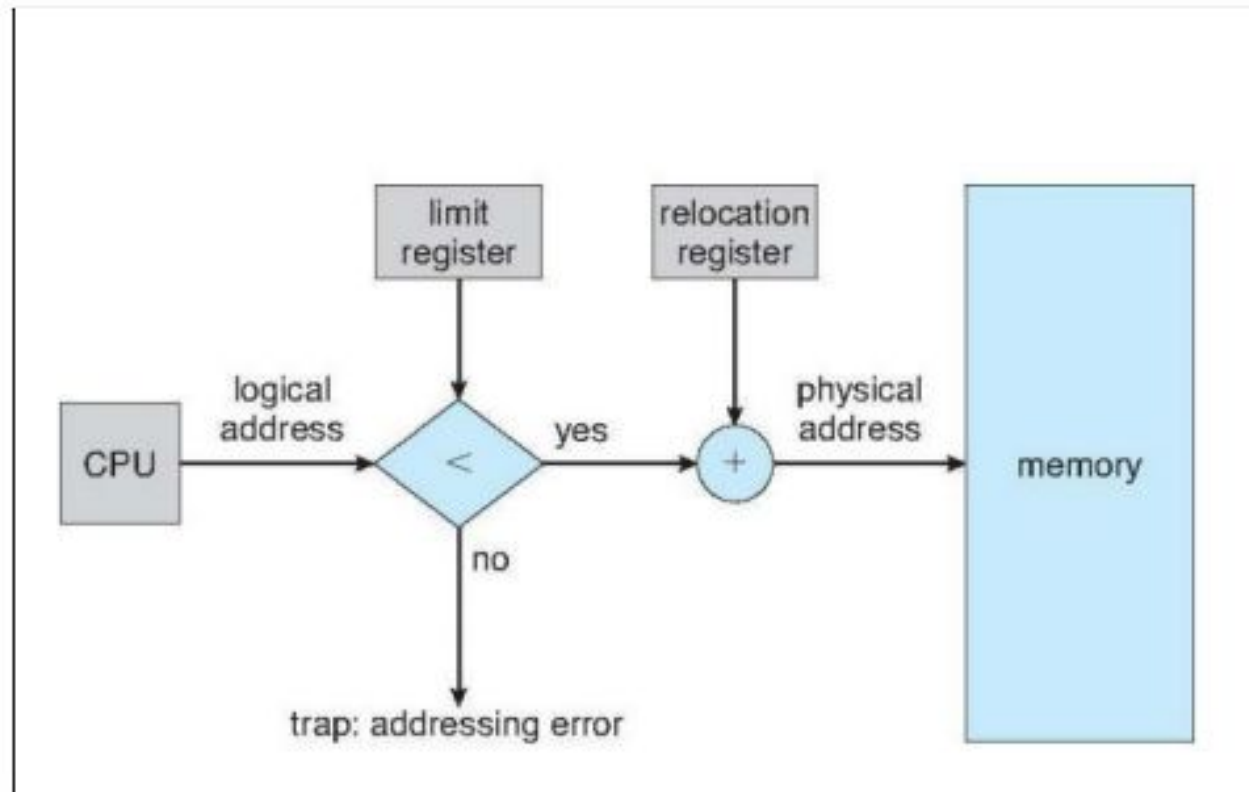 limit
register
relocation
register
logical
address
physical
address
CPU
<
yes
+
memory
no
trap: addressing error